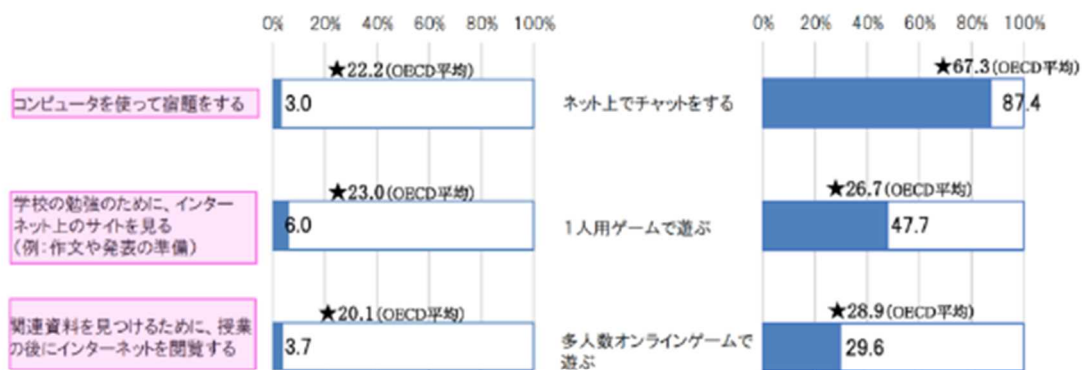 0% 20% 40% 60% 80% 100%
0% 20% 40% 60% 80% 100%
コンピュータを使って宿題をする
★22.2(OECD平均)
3.0
ネット上でチャットをする
★67.3(OECD平均)
87.4
学校の勉強のために、インター
ネット上のサイトを見る
(例:作文や発表の準備)
★23.0(OECD平均)
6.0
1人用ゲームで遊ぶ
★26.7(OECD平均)
47.7
関連資料を見つけるために、授業
の後にインターネットを閲覧する
★20.1(OECD平均)
3.7
多人数オンラインゲームで
遊ぶ
★28.9(OECD平均)
29.6